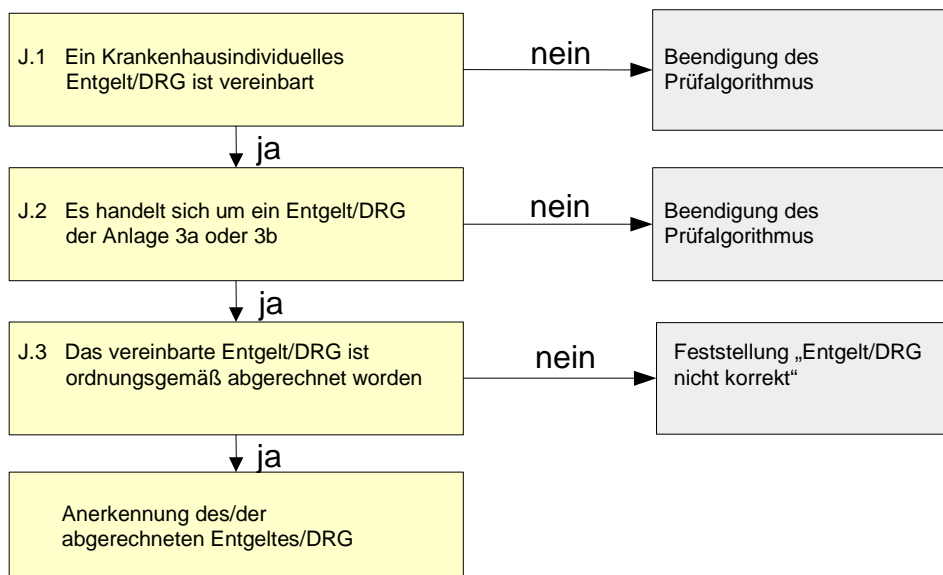 J.1 Ein Krankenhausindividuelles
Entgelt/DRG ist vereinbart
nein
Beendigung des
Prüfalgorithmus
ja
J.2 Es handelt sich um ein Entgelt/DRG
der Anlage 3a oder 3b
nein
Beendigung des
Prüfalgorithmus
ja
J.3 Das vereinbarte Entgelt/DRG ist
ordnungsgemäß abgerechnet worden
nein
Feststellung „Entgelt/DRG
nicht korrekt“
ja
Anerkennung des/der
abgerechneten Entgeltes/DRG